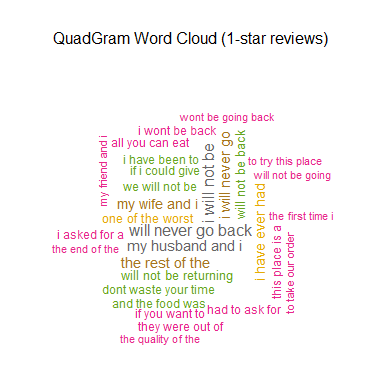 QuadGram Word Cloud (1-star reviews)
wont be going back
i wont be back
all you can eat
my friend and i
i have been to
if i could give
we will not be
i will not be
i will never go
will not be back
to try this place
will not be going
my wife and i
one of the worst
i have ever had
the first time i
i asked for a
will never go back
the end of the
my husband and i
this place is a
to take our order
the rest of the
will not be returning
dont waste your time
and the food was
if you want to
had to ask for
they were out of
the quality of the